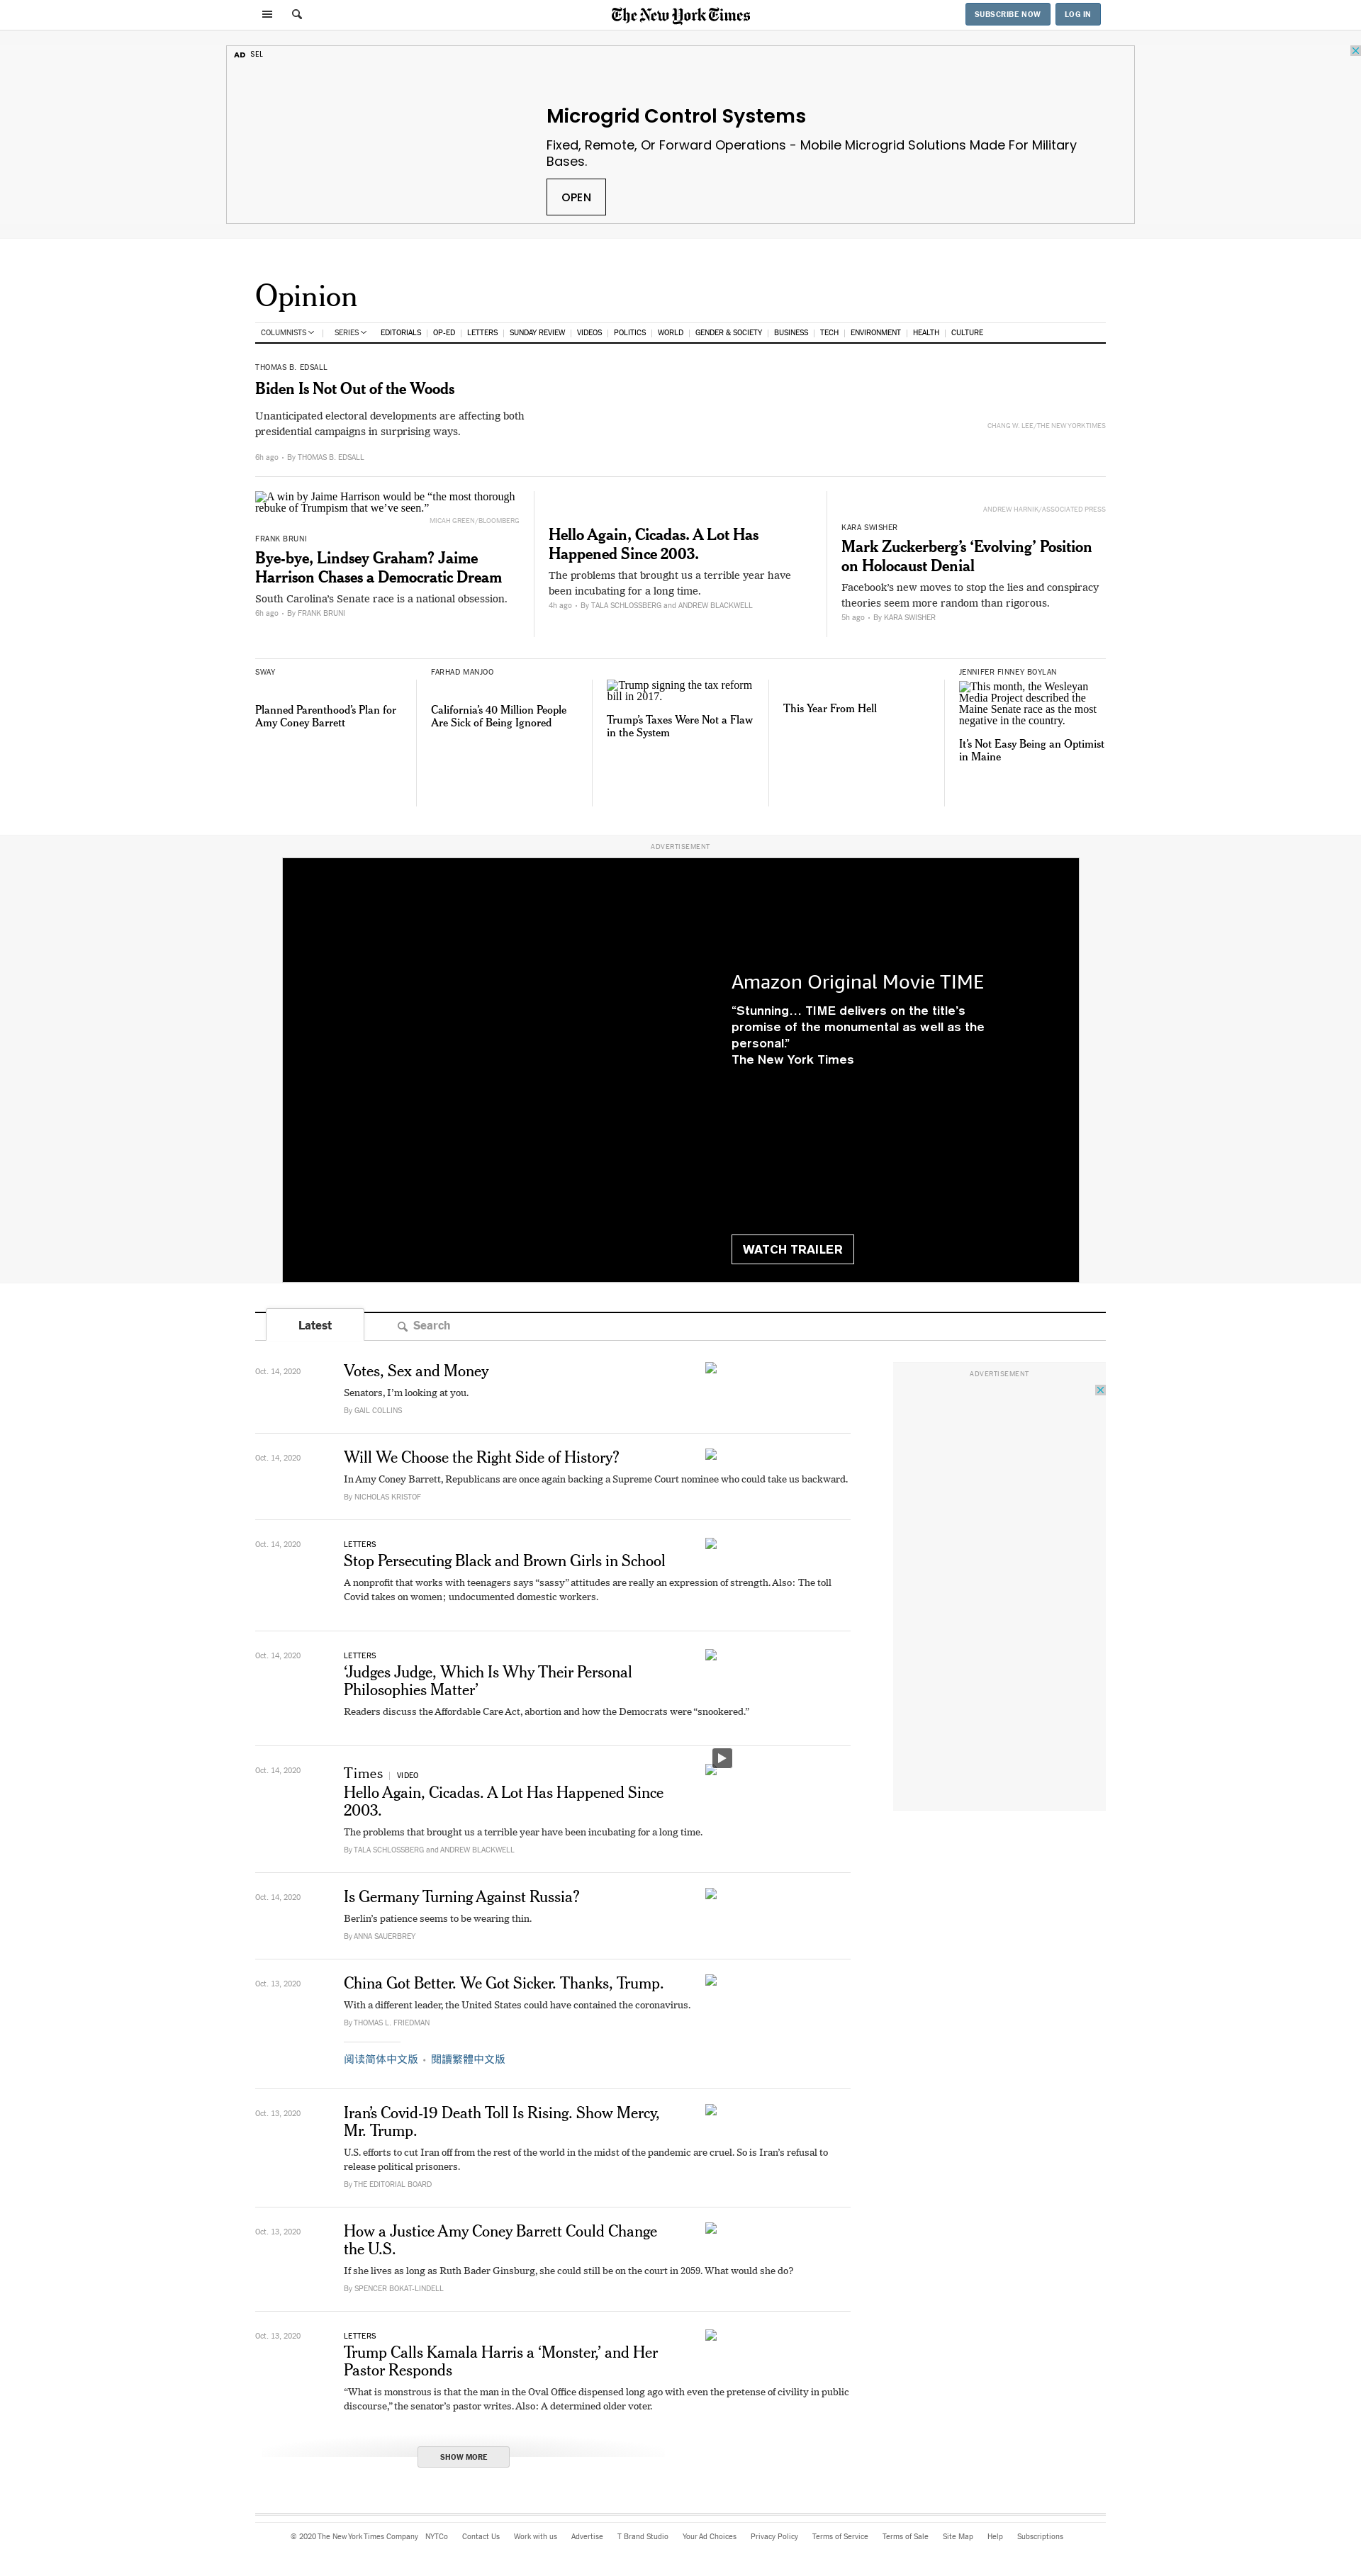 The New York Times
SUBSCRIBE NOW
LOG IN
AD SEL
Microgrid Control Systems
Fixed, Remote, Or Forward Operations - Mobile Microgrid Solutions Made For Military
Bases.
OPEN
Opinion
COLUMNISTS | SERIES EDITORIALS | OP-ED | LETTERS | SUNDAY REVIEW | VIDEOS | POLITICS | WORLD | GENDER & SOCIETY | BUSINESS | TECH | ENVIRONMENT | HEALTH | CULTURE
THOMAS B. EDSALL
Biden Is Not Out of the Woods
Unanticipated electoral developments are affecting both
presidential campaigns in surprising ways.
CHANG W. LEE/THE NEW YORK TIMES
6h ago • By THOMAS B. EDSALL
A win by Jaime Harrison would be “the most thorough
rebuke of Trumpism that we’ve seen.”
MICAH GREEN/BLOOMBERG
FRANK BRUNI
Bye-bye, Lindsey Graham? Jaime
Harrison Chases a Democratic Dream
South Carolina’s Senate race is a national obsession.
6h ago • By FRANK BRUNI
Hello Again, Cicadas. A Lot Has
Happened Since 2003.
The problems that brought us a terrible year have
been incubating for a long time.
4h ago • By TALA SCHLOSSBERG and ANDREW BLACKWELL
ANDREW HARNIK/ASSOCIATED PRESS
KARA SWISHER
Mark Zuckerberg’s ‘Evolving’ Position
on Holocaust Denial
Facebook’s new moves to stop the lies and conspiracy
theories seem more random than rigorous.
5h ago • By KARA SWISHER
SWAY
Planned Parenthood’s Plan for
Amy Coney Barrett
FARHAD MANJOO
California’s 40 Million People
Are Sick of Being Ignored
Trump signing the tax reform
bill in 2017.
Trump’s Taxes Were Not a Flaw
in the System
This Year From Hell
JENNIFER FINNEY BOYLAN
This month, the Wesleyan
Media Project described the
Maine Senate race as the most
negative in the country.
It’s Not Easy Being an Optimist
in Maine
ADVERTISEMENT
Amazon Original Movie TIME
“Stunning… TIME delivers on the title’s
promise of the monumental as well as the
personal.”
The New York Times
WATCH TRAILER
Latest
Search
ADVERTISEMENT
Oct. 14, 2020
Votes, Sex and Money
Senators, I’m looking at you.
By GAIL COLLINS
Oct. 14, 2020
Will We Choose the Right Side of History?
In Amy Coney Barrett, Republicans are once again backing a Supreme Court nominee who could take us backward.
By NICHOLAS KRISTOF
Oct. 14, 2020
LETTERS
Stop Persecuting Black and Brown Girls in School
A nonprofit that works with teenagers says “sassy” attitudes are really an expression of strength. Also: The toll
Covid takes on women; undocumented domestic workers.
Oct. 14, 2020
LETTERS
‘Judges Judge, Which Is Why Their Personal
Philosophies Matter’
Readers discuss the Affordable Care Act, abortion and how the Democrats were “snookered.”
Oct. 14, 2020
Times | VIDEO
Hello Again, Cicadas. A Lot Has Happened Since
2003.
The problems that brought us a terrible year have been incubating for a long time.
By TALA SCHLOSSBERG and ANDREW BLACKWELL
Oct. 14, 2020
Is Germany Turning Against Russia?
Berlin’s patience seems to be wearing thin.
By ANNA SAUERBREY
Oct. 13, 2020
China Got Better. We Got Sicker. Thanks, Trump.
With a different leader, the United States could have contained the coronavirus.
By THOMAS L. FRIEDMAN
阅读简体中文版 • 閱讀繁體中文版
Oct. 13, 2020
Iran’s Covid-19 Death Toll Is Rising. Show Mercy,
Mr. Trump.
U.S. efforts to cut Iran off from the rest of the world in the midst of the pandemic are cruel. So is Iran’s refusal to
release political prisoners.
By THE EDITORIAL BOARD
Oct. 13, 2020
How a Justice Amy Coney Barrett Could Change
the U.S.
If she lives as long as Ruth Bader Ginsburg, she could still be on the court in 2059. What would she do?
By SPENCER BOKAT-LINDELL
Oct. 13, 2020
LETTERS
Trump Calls Kamala Harris a ‘Monster,’ and Her
Pastor Responds
“What is monstrous is that the man in the Oval Office dispensed long ago with even the pretense of civility in public
discourse,” the senator’s pastor writes. Also: A determined older voter.
SHOW MORE
© 2020 The New York Times Company NYTCo Contact Us Work with us Advertise T Brand Studio Your Ad Choices Privacy Policy Terms of Service Terms of Sale Site Map Help Subscriptions